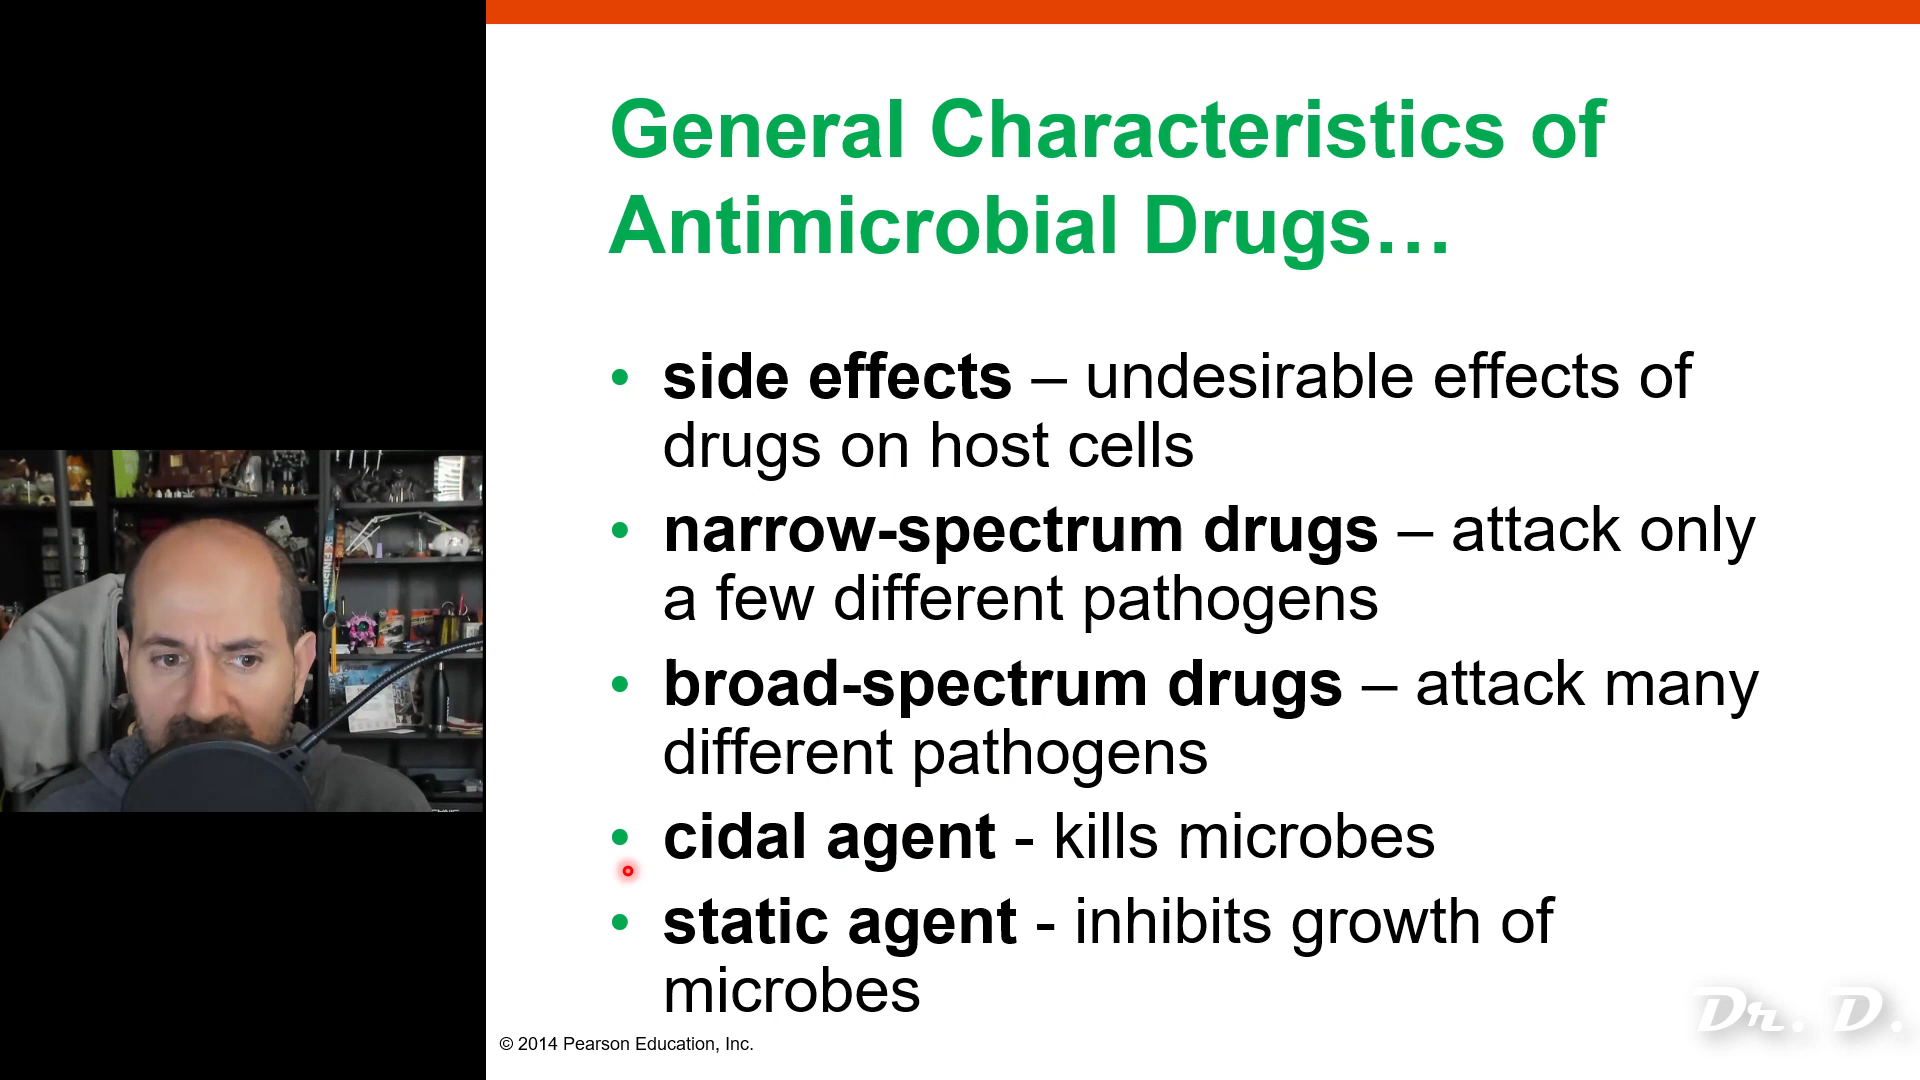 General Characteristics of
Antimicrobial Drugs…
• side effects – undesirable effects of
drugs on host cells
• narrow-spectrum drugs – attack only
a few different pathogens
• broad-spectrum drugs – attack many
different pathogens
• cidal agent - kills microbes
• static agent - inhibits growth of
microbes
© 2014 Pearson Education, Inc.
Dr. D.